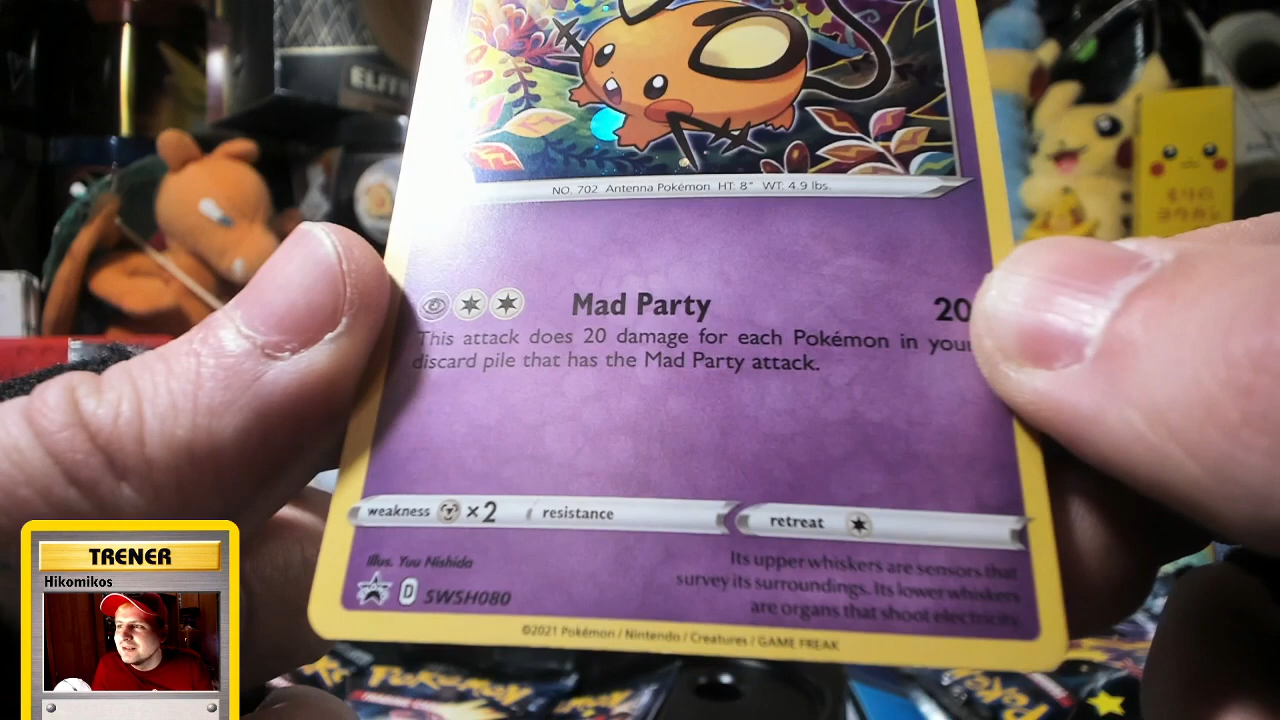 ELITE
NO. 702 Antenna Pokémon HT: 8" WT: 4.9 lbs.
Mad Party 20
This attack does 20 damage for each Pokémon in your
discard pile that has the Mad Party attack.
weakness ×2 resistance retreat
Illus. Yuu Nishida
D SWSH080
Its upper whiskers are sensors that
survey its surroundings. Its lower whiskers
are organs that shoot electricity.
©2021 Pokémon / Nintendo / Creatures / GAME FREAK
TRENER
Hikomikos
POKÉMON